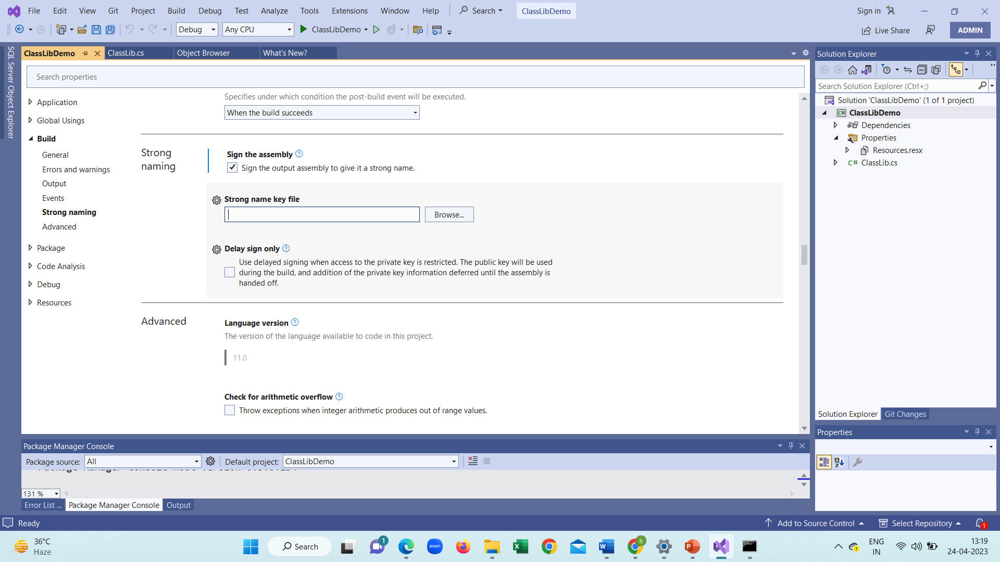 File Edit View Git Project Build Debug Test Analyze Tools Extensions Window Help Search ClassLibDemo Sign in
Debug Any CPU ClassLibDemo Live Share ADMIN
SQL Server Object Explorer
ClassLibDemo ClassLib.cs Object Browser What's New?
Search properties
Application
Global Usings
Build
General
Errors and warnings
Output
Events
Strong naming
Advanced
Package
Code Analysis
Debug
Resources
Specifies under which condition the post-build event will be executed.
When the build succeeds
Strong
naming
Sign the assembly
Sign the output assembly to give it a strong name.
Strong name key file
Browse...
Delay sign only
Use delayed signing when access to the private key is restricted. The public key will be used
during the build, and addition of the private key information deferred until the assembly is
handed off.
Advanced
Language version
The version of the language available to code in this project.
11.0
Check for arithmetic overflow
Throw exceptions when integer arithmetic produces out of range values.
Solution Explorer
Search Solution Explorer (Ctrl+;)
Solution 'ClassLibDemo' (1 of 1 project)
C# ClassLibDemo
Dependencies
Properties
Resources.resx
C# ClassLib.cs
Solution Explorer Git Changes
Properties
Package Manager Console
Package source: All Default project: ClassLibDemo
131 %
Error List ... Package Manager Console Output
Ready Add to Source Control Select Repository 1
36°C
Haze
Search
1
zoom
b
ENG
IN
13:19
24-04-2023